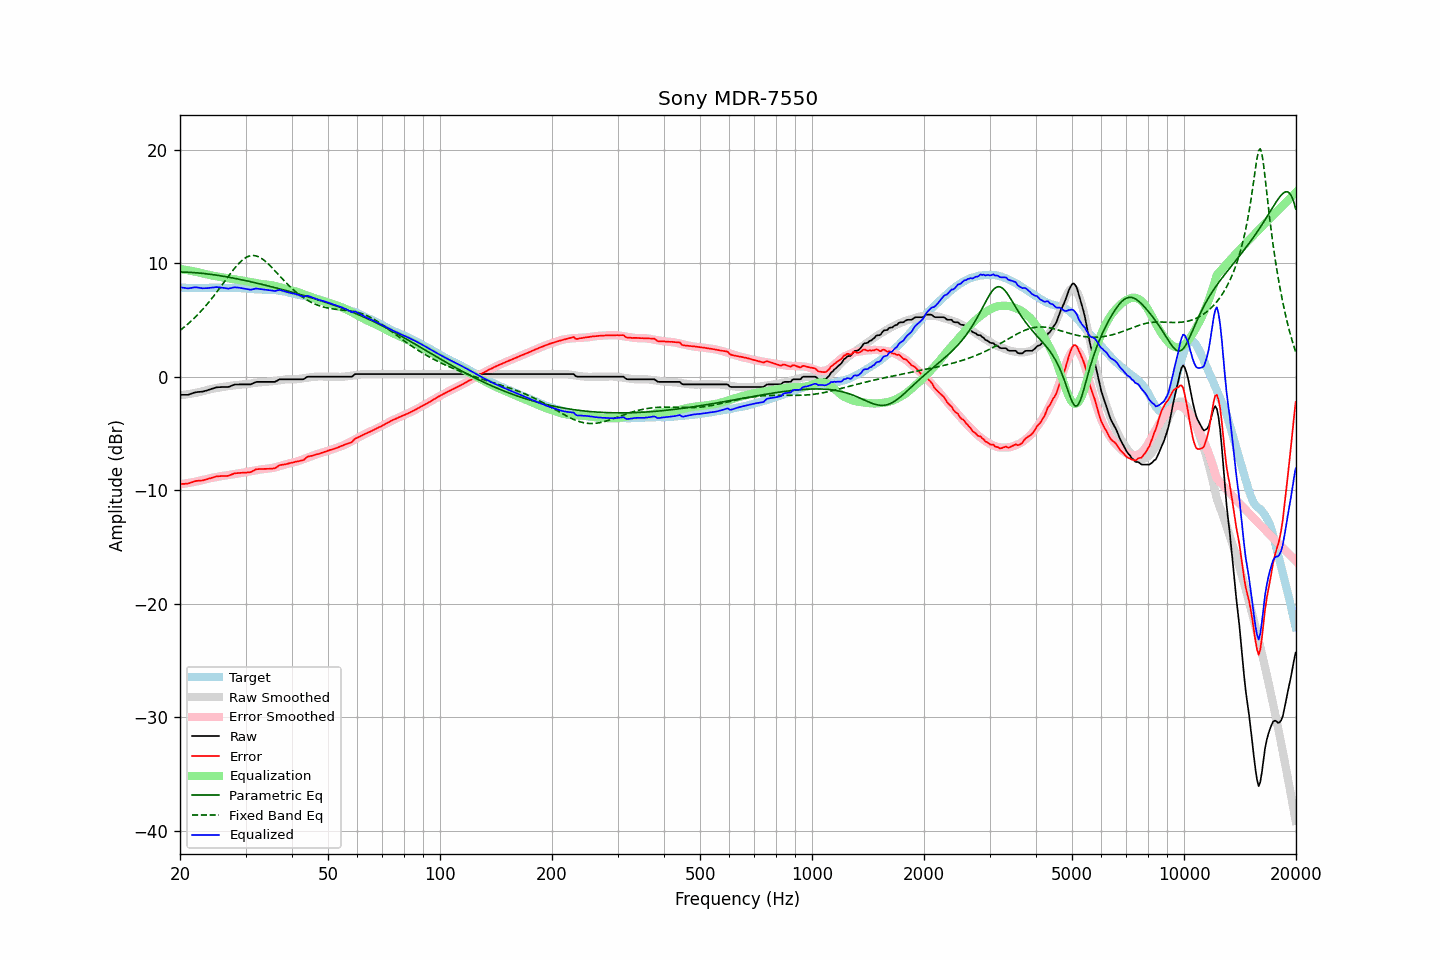 Sony MDR-7550
Amplitude (dBr)
20
10
0
−10
−20
−30
−40
Target
Raw Smoothed
Error Smoothed
Raw
Error
Equalization
Parametric Eq
Fixed Band Eq
Equalized
20 50 100 200 500 1000 2000 5000 10000 20000
Frequency (Hz)